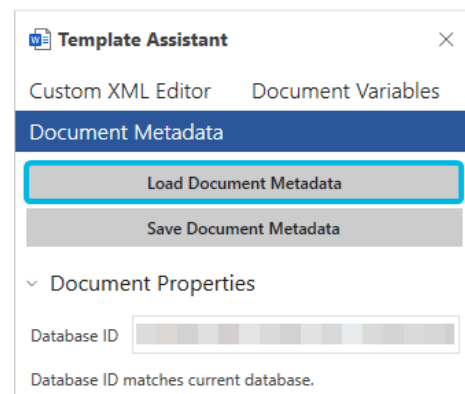 Template Assistant
Custom XML Editor Document Variables
Document Metadata
Load Document Metadata
Save Document Metadata
Document Properties
Database ID
Database ID matches current database.